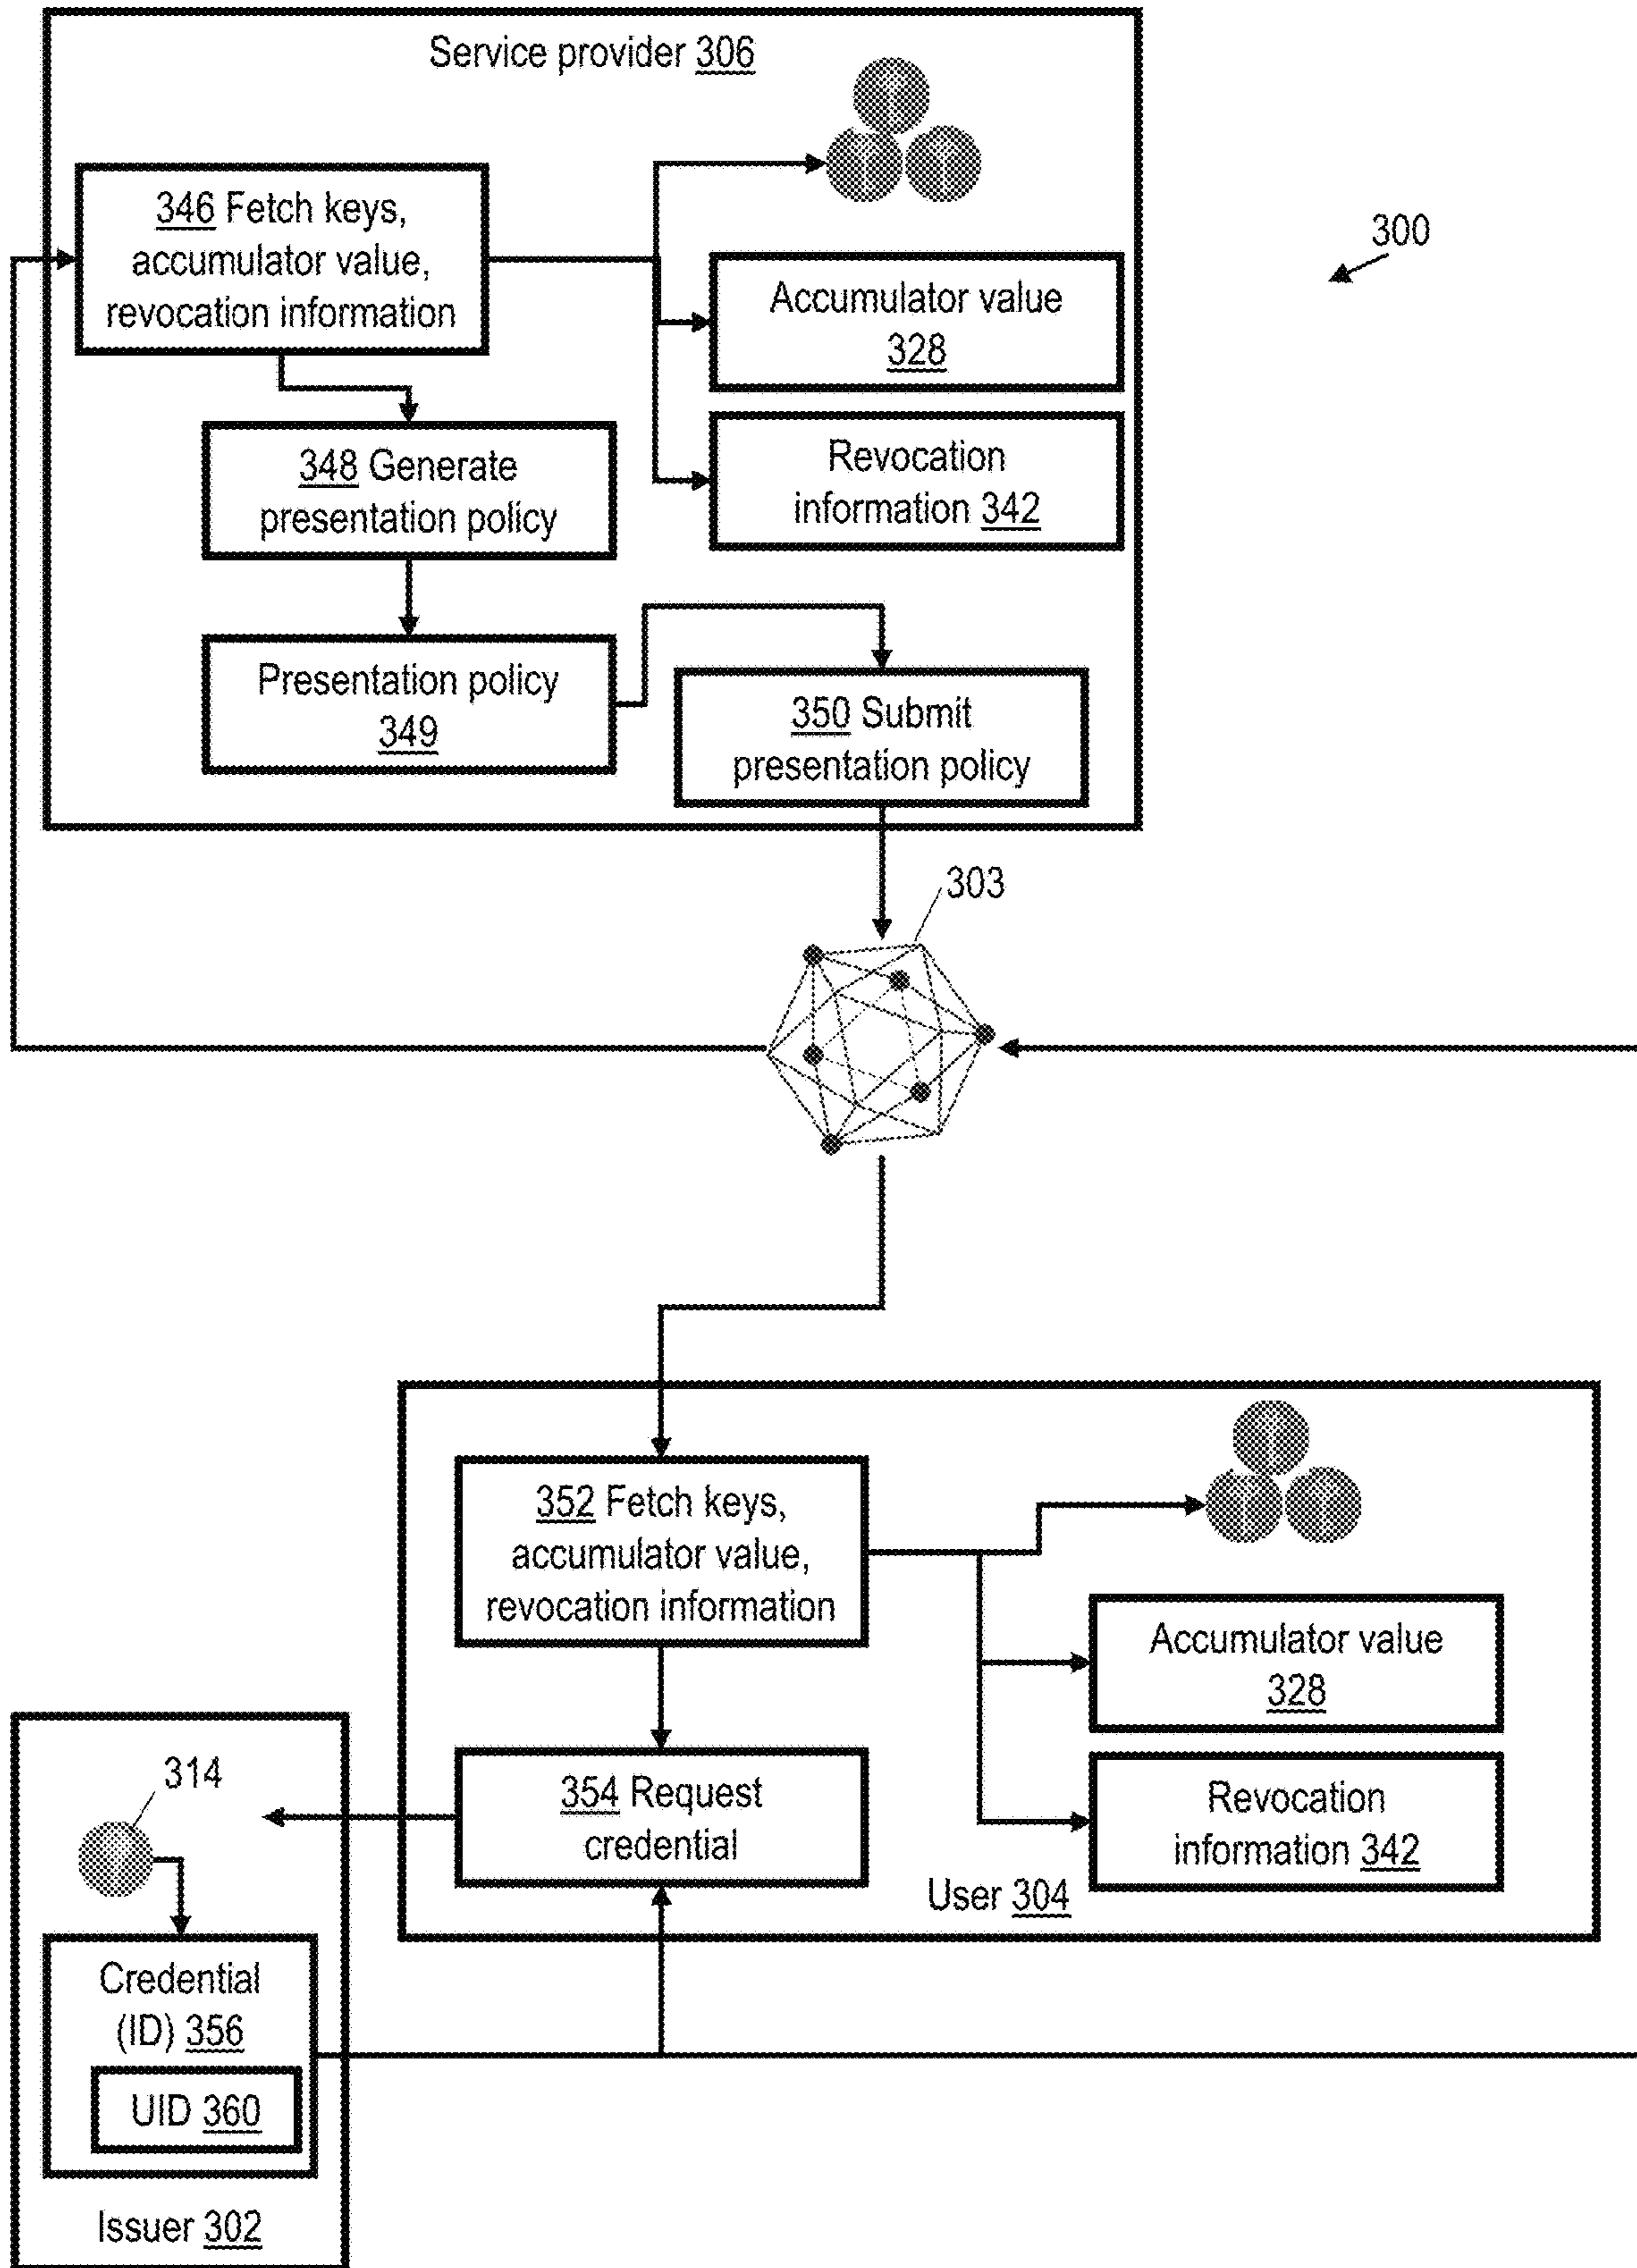 Service provider 306
346 Fetch keys,
accumulator value,
revocation information
300
Accumulator value
328
348 Generate
presentation policy
Revocation
information 342
Presentation policy
349
350 Submit
presentation policy
303
352 Fetch keys,
accumulator value,
revocation information
Accumulator value
328
354 Request
credential
Revocation
information 342
User 304
314
Credential
(ID) 356
UID 360
Issuer 302